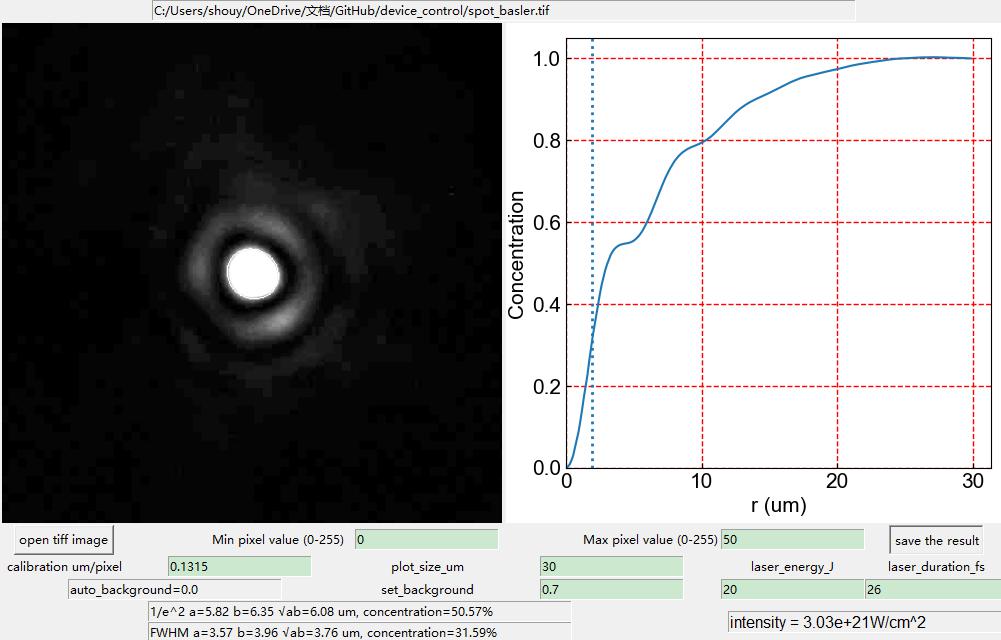 C:/Users/shouy/OneDrive/文档/GitHub/device_control/spot_basler.tif
1.0
0.8
0.6
0.4
0.2
0.0
Concentration
0 10 20 30
r (um)
open tiff image Min pixel value (0-255) 0 Max pixel value (0-255) 50 save the result
calibration um/pixel 0.1315 plot_size_um 30 laser_energy_J laser_duration_fs
auto_background=0.0 set_background 0.7 20 26
1/e^2 a=5.82 b=6.35 √ab=6.08 um, concentration=50.57%
FWHM a=3.57 b=3.96 √ab=3.76 um, concentration=31.59%
intensity = 3.03e+21W/cm^2